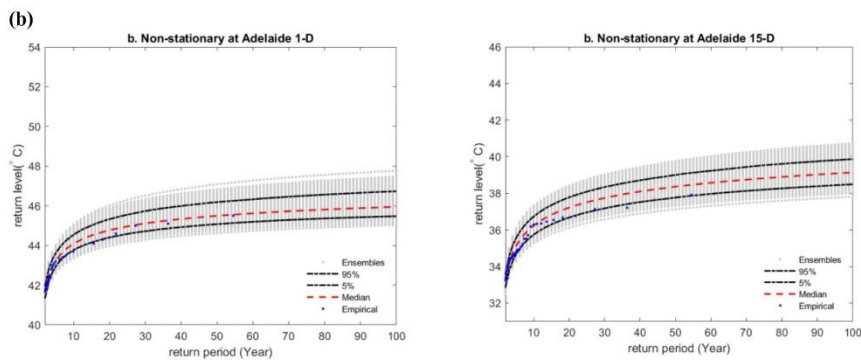 (b)
b. Non-stationary at Adelaide 1-D
54
52
50
48
46
44
42
40
return level(° C)
10 20 30 40 50 60 70 80 90 100
return period (Year)
Ensembles
95%
5%
Median
Empirical
b. Non-stationary at Adelaide 15-D
46
44
42
40
38
36
34
32
return level(° C)
10 20 30 40 50 60 70 80 90 100
return period (Year)
Ensembles
95%
5%
Median
Empirical